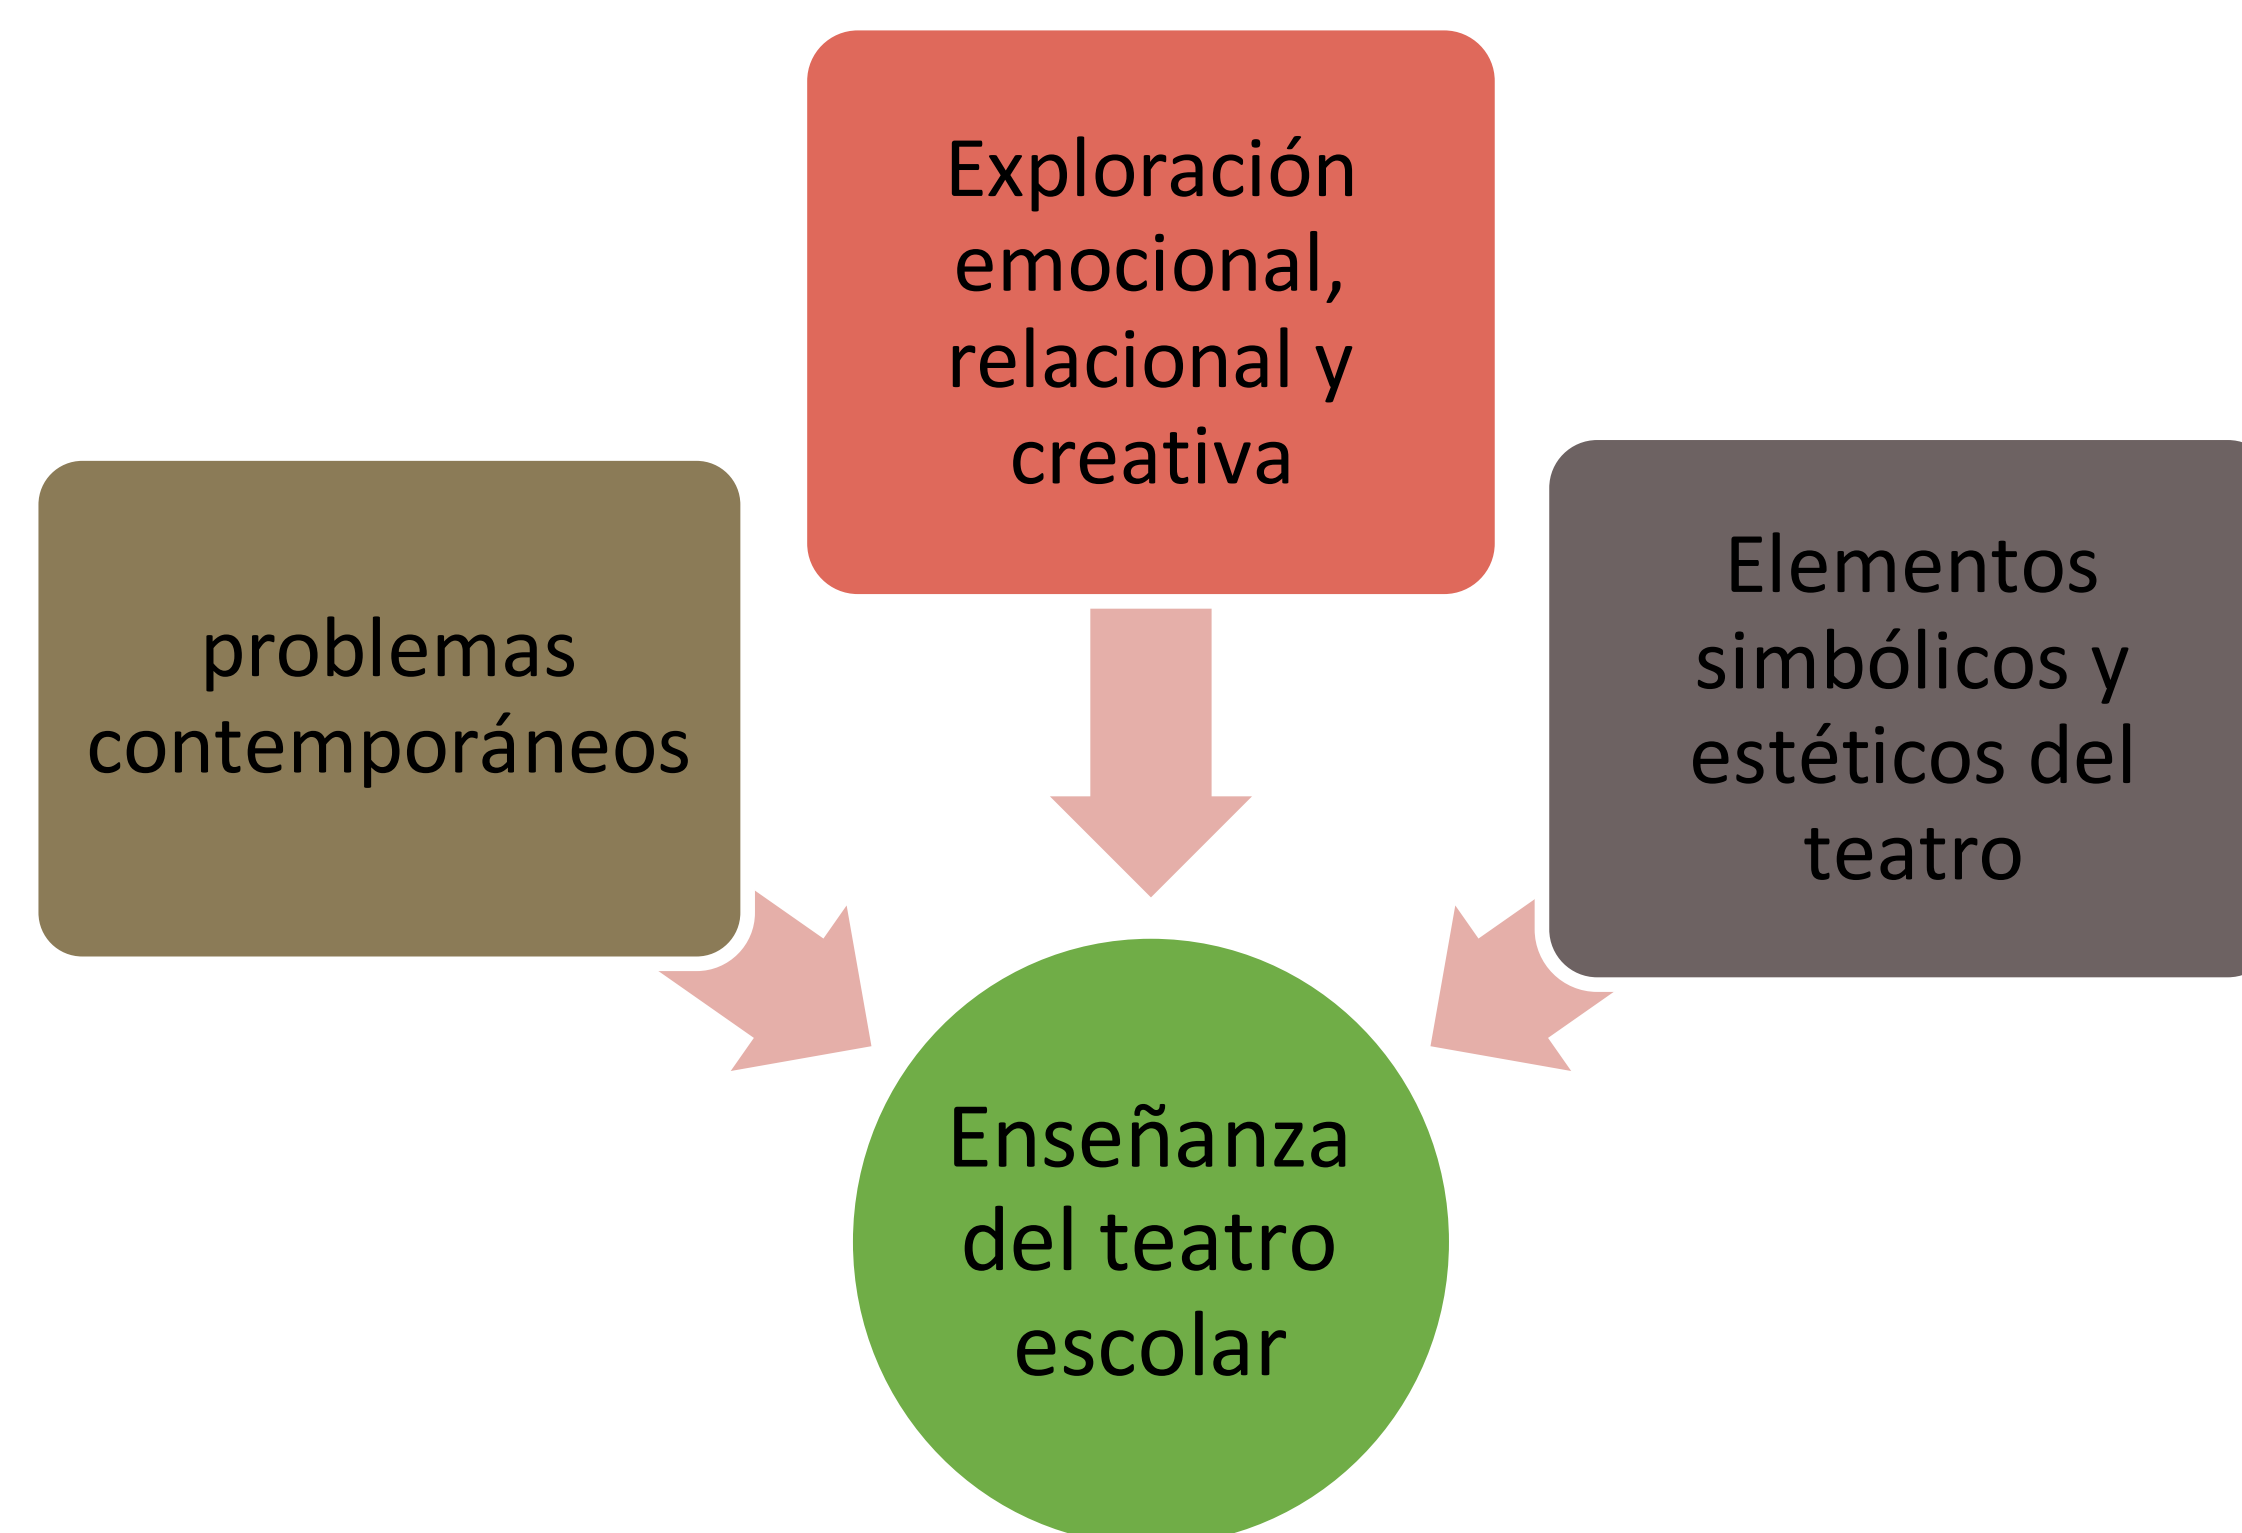 Exploración
emocional,
relacional y
creativa
problemas
contemporáneos
Elementos
simbólicos y
estéticos del
teatro
Enseñanza
del teatro
escolar